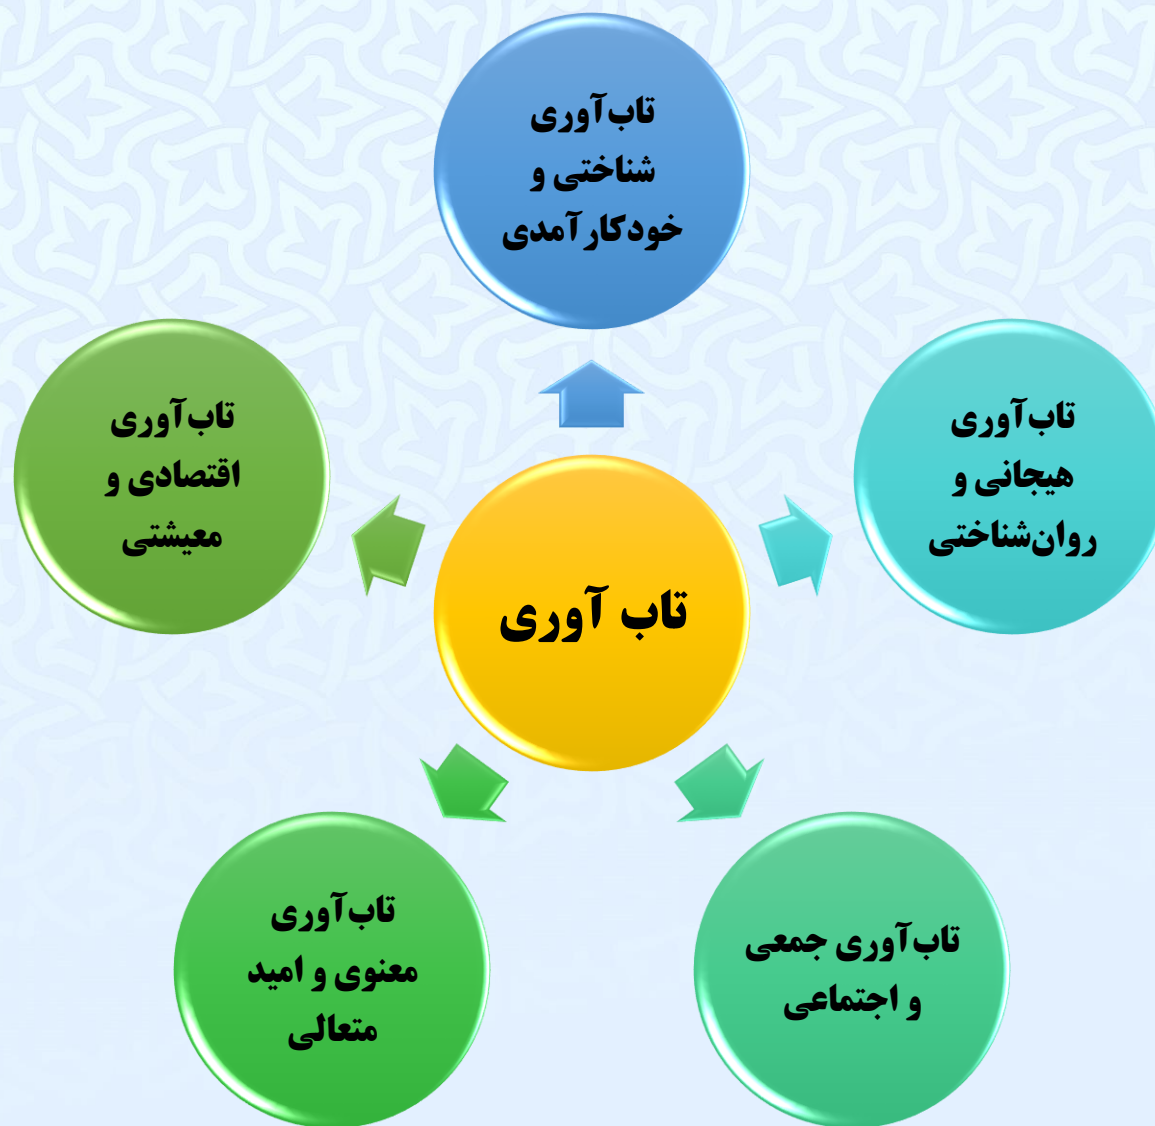 تاب‌آوری
شناختی و
خودکارآمدی
تاب‌آوری
هیجانی و
روان‌شناختی
تاب‌آوری جمعی
و اجتماعی
تاب‌آوری
معنوی و امید
متعالی
تاب‌آوری
اقتصادی و
معیشتی
تاب آوری